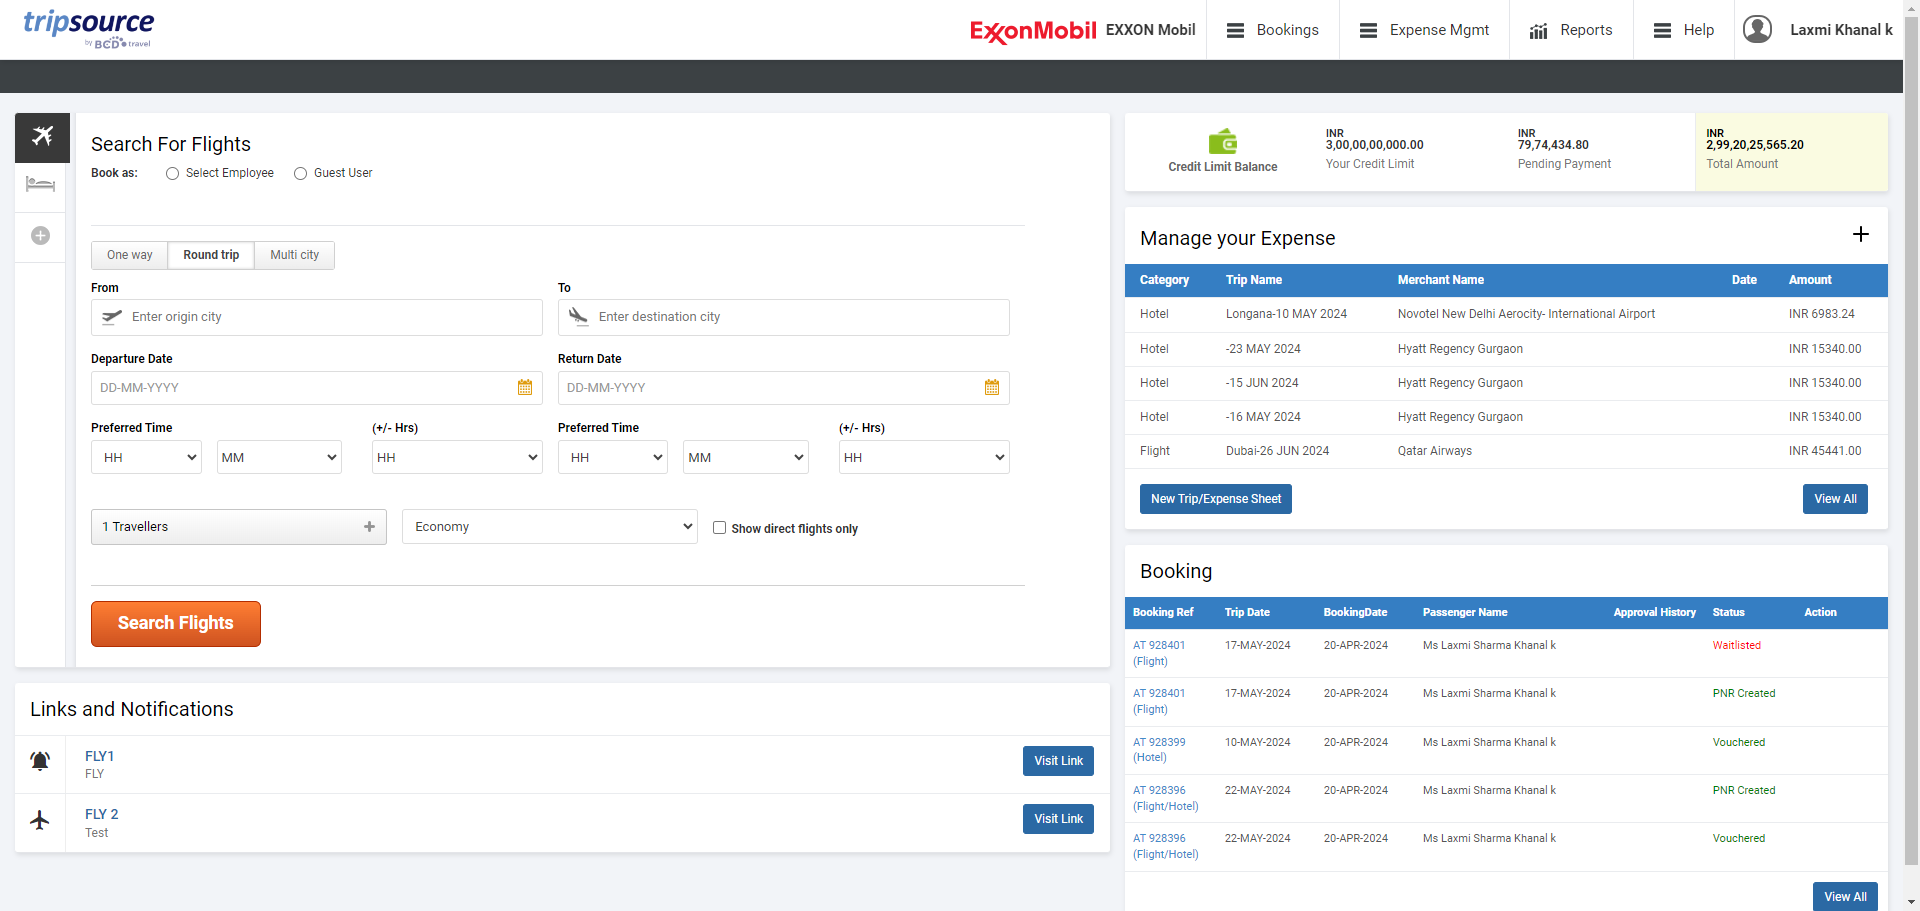 tripsource
by BCD travel
ExxonMobil EXXON Mobil
Bookings
Expense Mgmt
Reports
Help
Laxmi Khanal k
Search For Flights
Book as: Select Employee Guest User
One way Round trip Multi city
From To
Enter origin city Enter destination city
Departure Date Return Date
DD-MM-YYYY DD-MM-YYYY
Preferred Time (+/- Hrs) Preferred Time (+/- Hrs)
HH MM HH HH MM HH
1 Travellers + Economy Show direct flights only
Search Flights
Links and Notifications
FLY1
FLY
Visit Link
FLY 2
Test
Visit Link
Credit Limit Balance
INR
3,00,00,00,000.00
Your Credit Limit
INR
79,74,434.80
Pending Payment
INR
2,99,20,25,565.20
Total Amount
Manage your Expense +
Category Trip Name Merchant Name Date Amount
Hotel Longana-10 MAY 2024 Novotel New Delhi Aerocity- International Airport INR 6983.24
Hotel -23 MAY 2024 Hyatt Regency Gurgaon INR 15340.00
Hotel -15 JUN 2024 Hyatt Regency Gurgaon INR 15340.00
Hotel -16 MAY 2024 Hyatt Regency Gurgaon INR 15340.00
Flight Dubai-26 JUN 2024 Qatar Airways INR 45441.00
New Trip/Expense Sheet View All
Booking
Booking Ref Trip Date BookingDate Passenger Name Approval History Status Action
AT 928401 17-MAY-2024 20-APR-2024 Ms Laxmi Sharma Khanal k Waitlisted
(Flight)
AT 928401 17-MAY-2024 20-APR-2024 Ms Laxmi Sharma Khanal k PNR Created
(Flight)
AT 928399 10-MAY-2024 20-APR-2024 Ms Laxmi Sharma Khanal k Vouchered
(Hotel)
AT 928396 22-MAY-2024 20-APR-2024 Ms Laxmi Sharma Khanal k PNR Created
(Flight/Hotel)
AT 928396 22-MAY-2024 20-APR-2024 Ms Laxmi Sharma Khanal k Vouchered
(Flight/Hotel)
View All